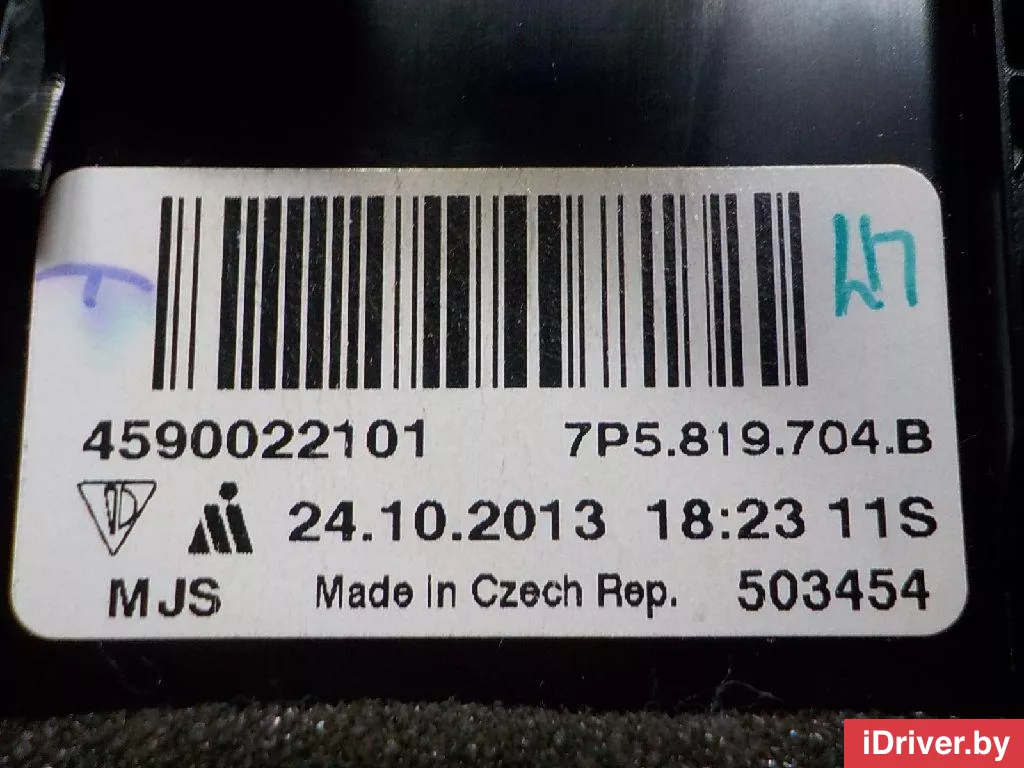 4590022101 7P5.819.704.B
24.10.2013 18:23 11S
MJS Made in Czech Rep. 503454
iDriver.by